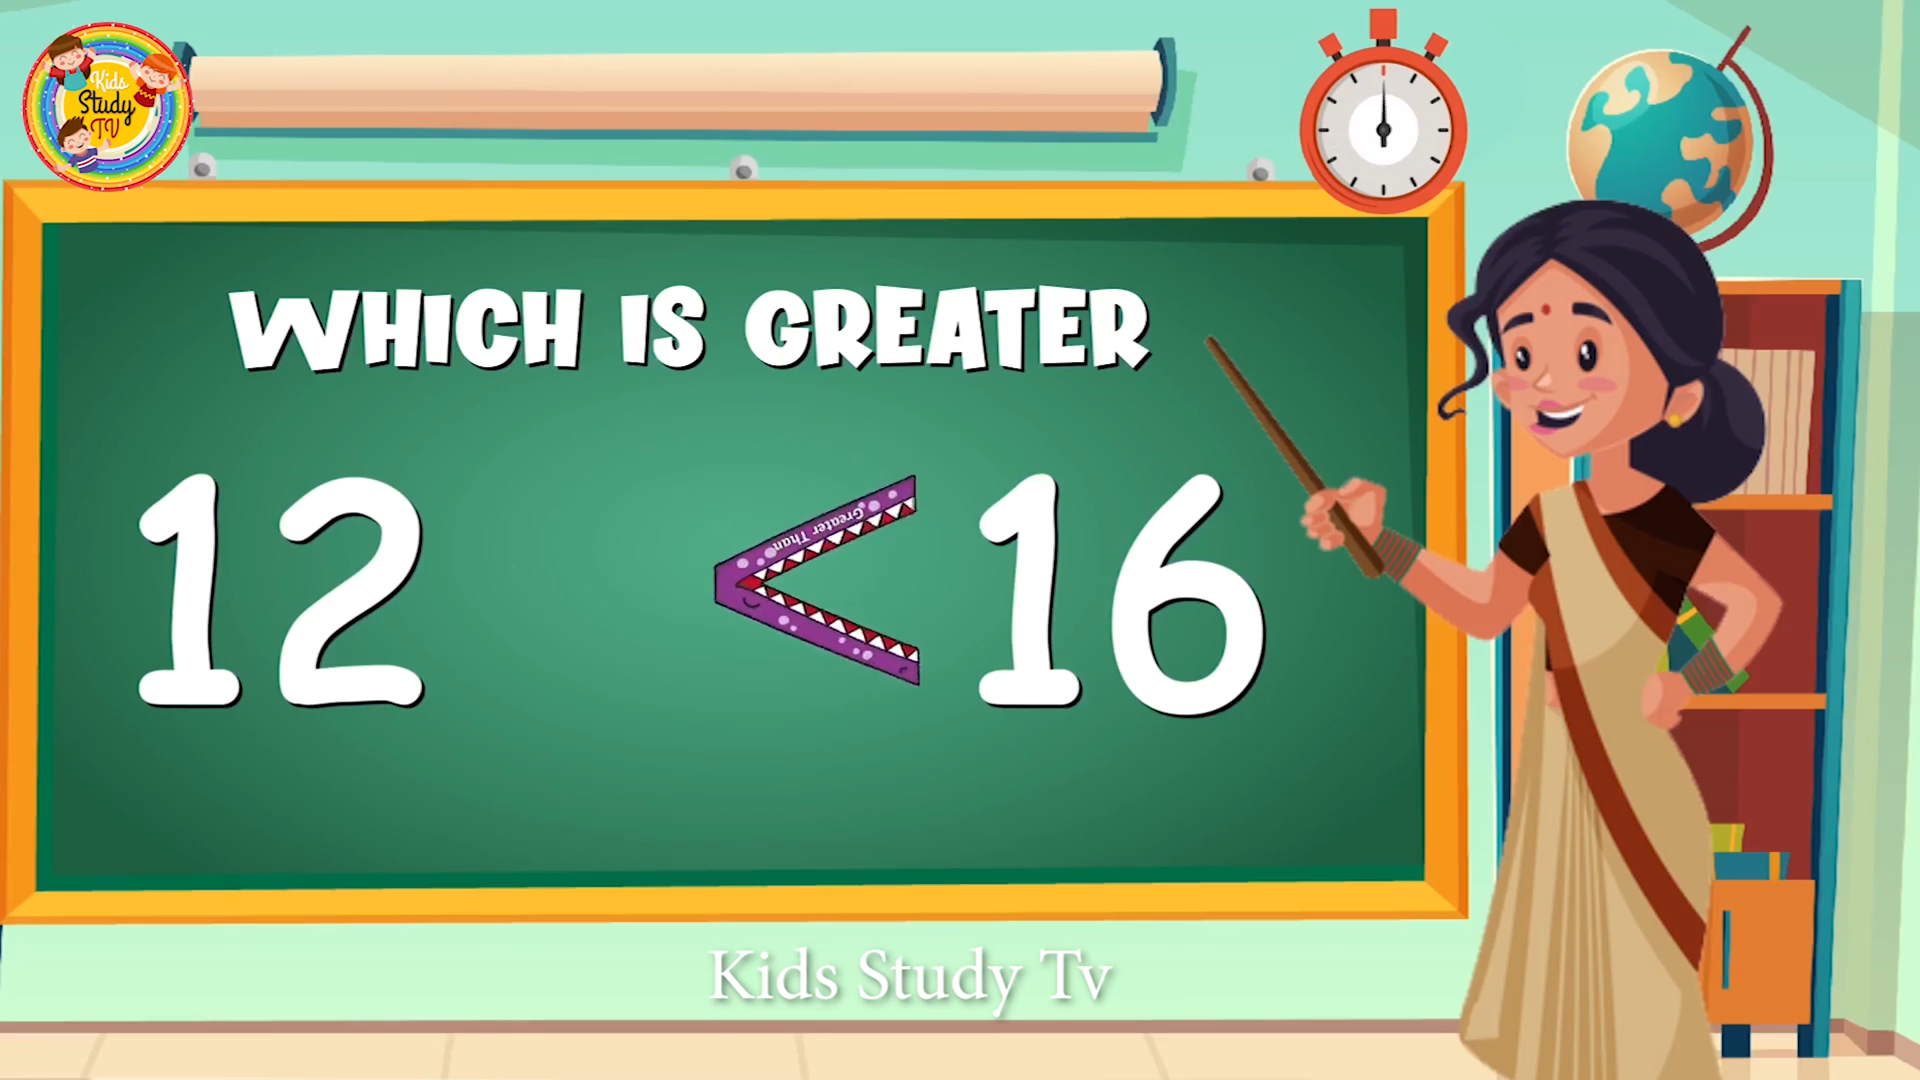 Kids
Study
TV
WHICH IS GREATER
12 < 16
Greater Than
Kids Study Tv